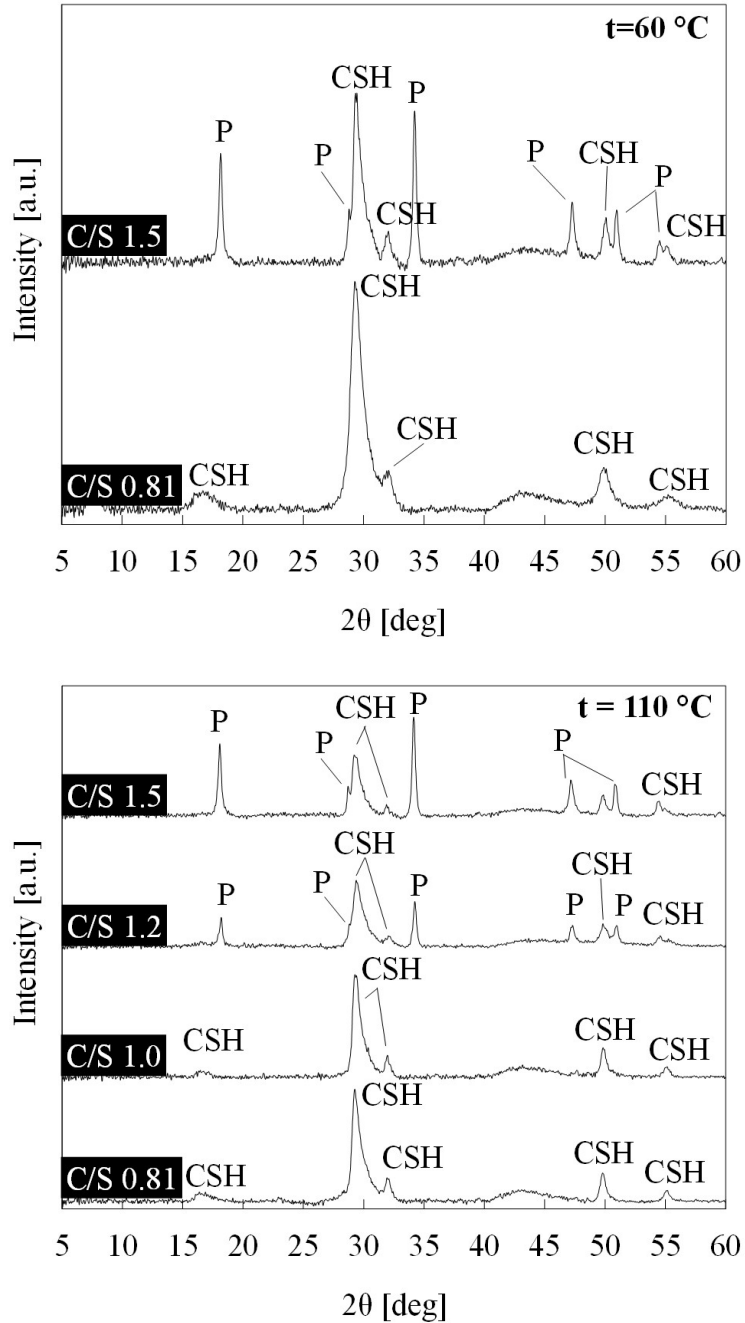 t=60 °C
CSH
P
P
CSH
P
P
P
CSH
CSH
C/S 1.5
CSH
CSH
CSH
CSH
CSH
C/S 0.81
Intensity [a.u.]
5 10 15 20 25 30 35 40 45 50 55 60
2θ [deg]
t = 110 °C
CSH
P
P
P
P
CSH
C/S 1.5
CSH
CSH
P
P
P
P
P
CSH
C/S 1.2
CSH
CSH
CSH
CSH
C/S 1.0
CSH
CSH
CSH
CSH
CSH
C/S 0.81
Intensity [a.u.]
5 10 15 20 25 30 35 40 45 50 55 60
2θ [deg]